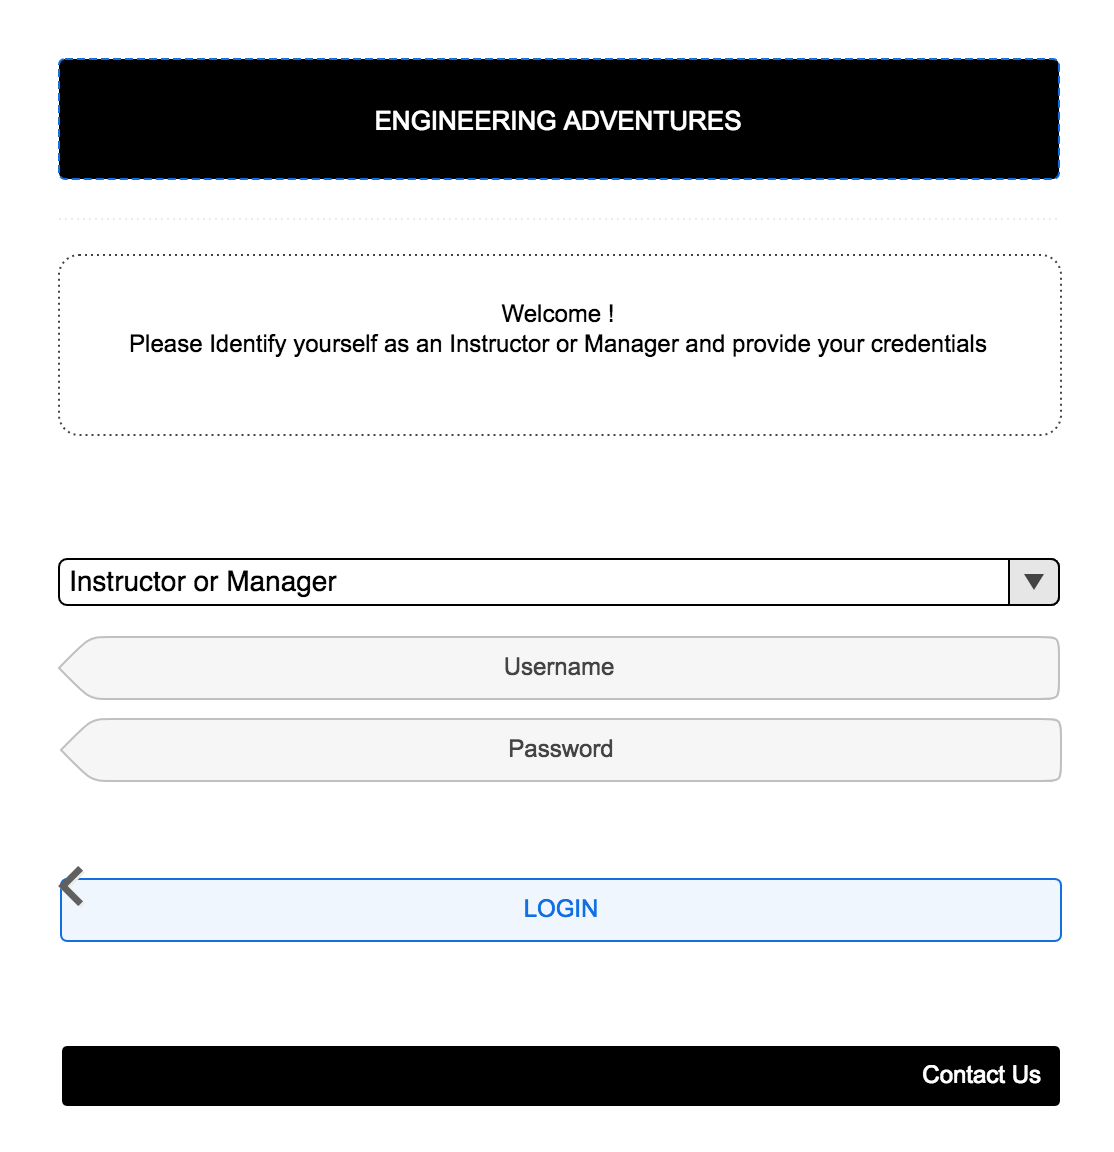 ENGINEERING ADVENTURES
Welcome !
Please Identify yourself as an Instructor or Manager and provide your credentials
Instructor or Manager
Username
Password
LOGIN
Contact Us